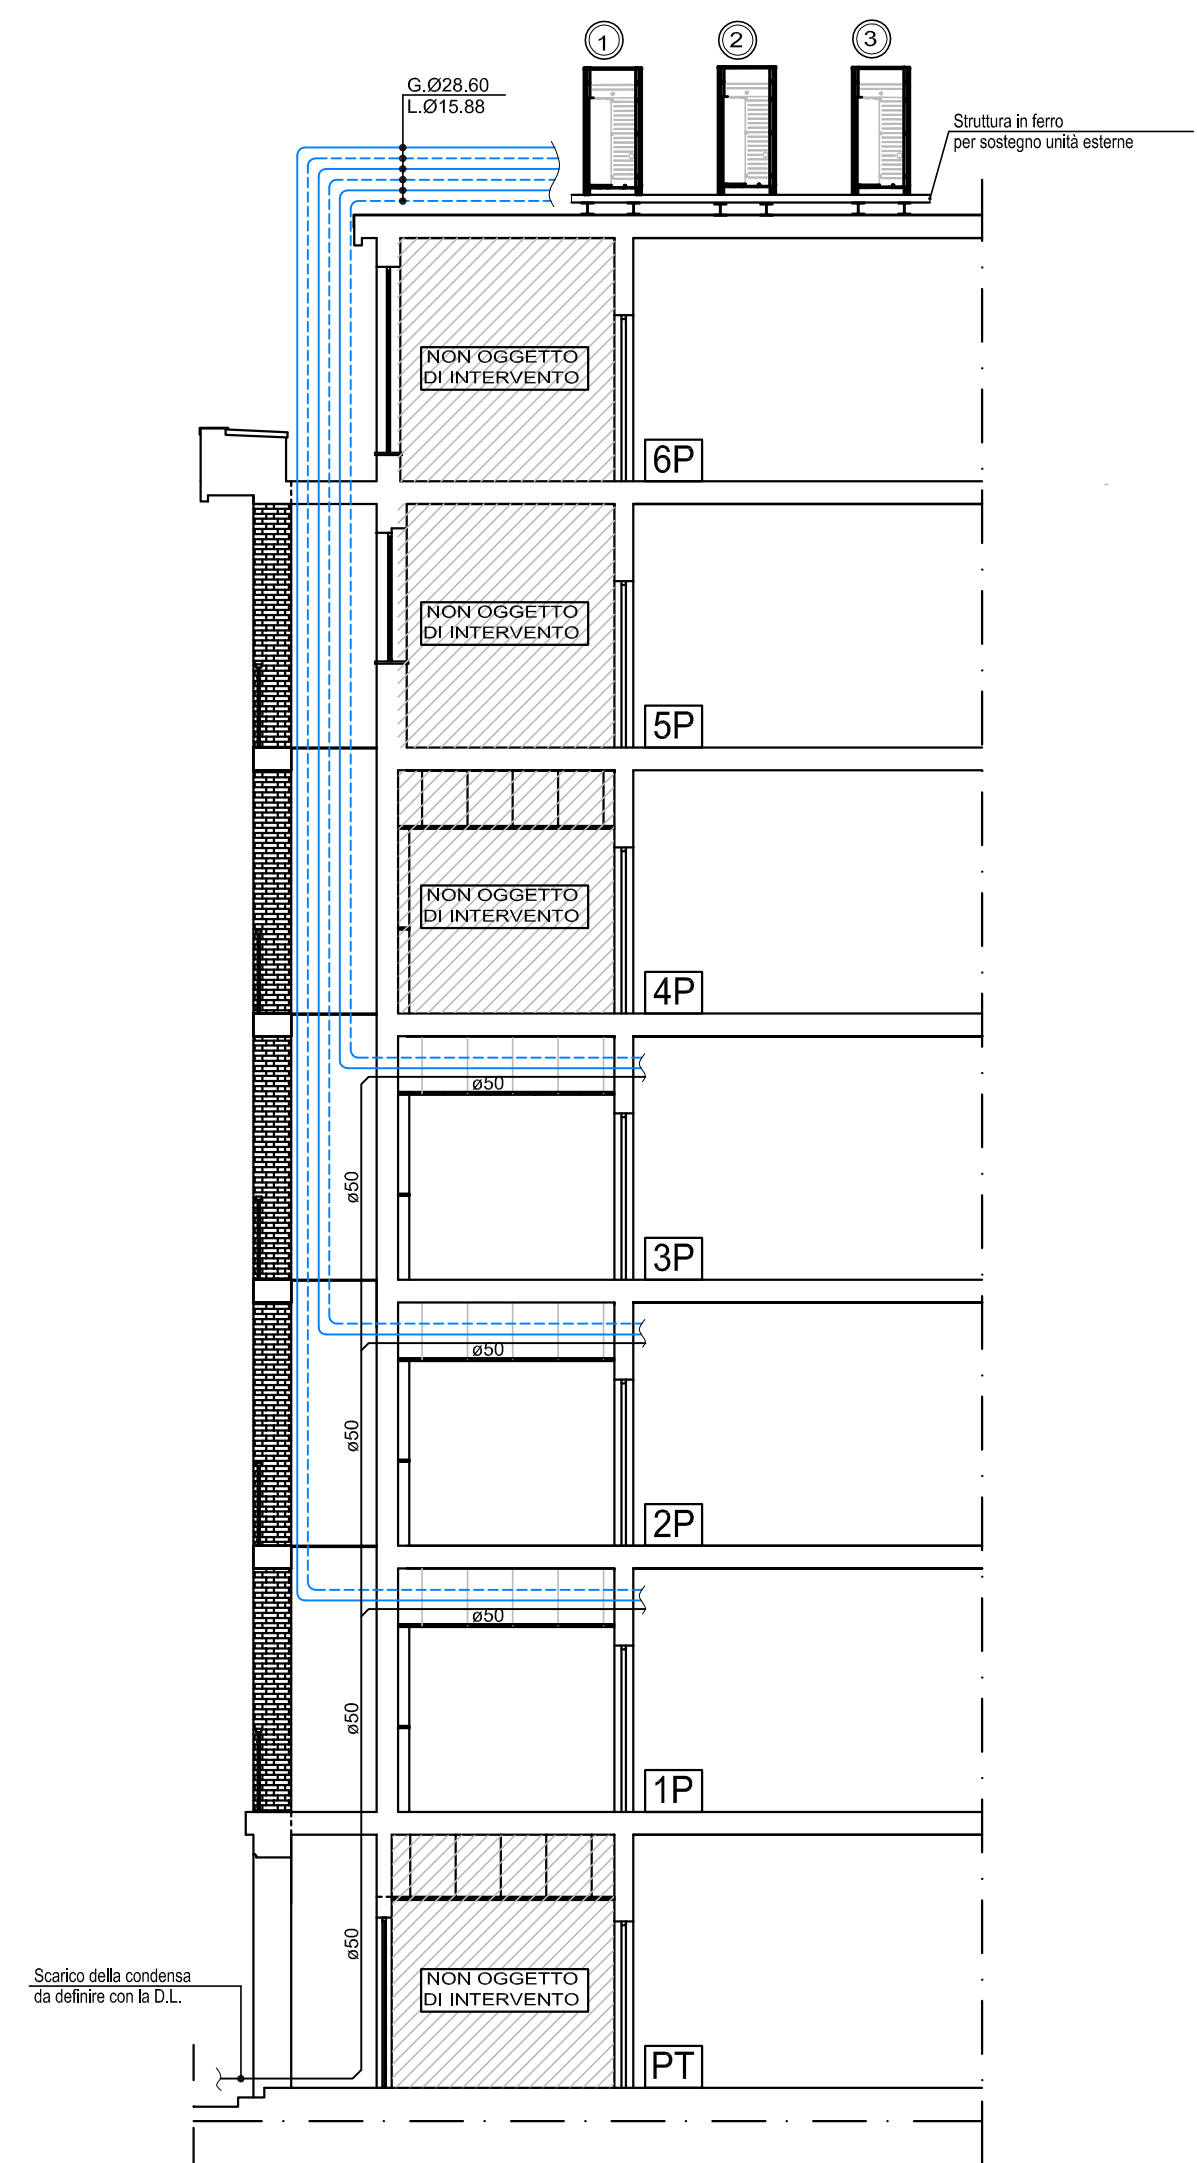 1
2
3
G.Ø28.60
L.Ø15.88
Struttura in ferro
per sostegno unità esterne
NON OGGETTO
DI INTERVENTO
6P
NON OGGETTO
DI INTERVENTO
5P
NON OGGETTO
DI INTERVENTO
4P
ø50
ø50
3P
ø50
ø50
2P
ø50
ø50
1P
ø50
Scarico della condensa
da definire con la D.L.
NON OGGETTO
DI INTERVENTO
PT